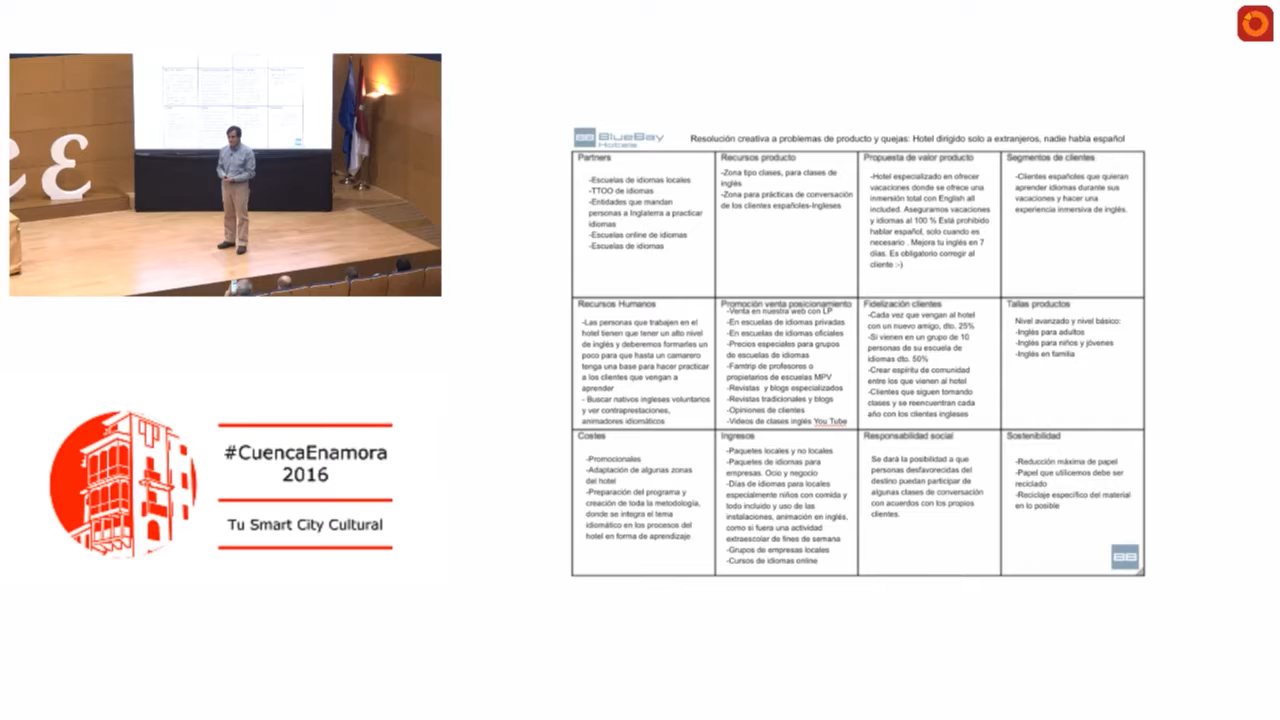 BB BlueBay
Hotels
Resolución creativa a problemas de producto y quejas: Hotel dirigido solo a extranjeros, nadie habla español
Partners
-Escuelas de idiomas locales
-TTOO de idiomas
-Entidades que mandan
personas a Inglaterra a practicar
idiomas
-Escuelas online de idiomas
-Escuelas de idiomas
Recursos producto
-Zona tipo clases, para clases de
inglés
-Zona para prácticas de conversación
de los clientes españoles-Ingleses
Propuesta de valor producto
-Hotel especializado en ofrecer
vacaciones donde se ofrece una
inmersión total con English all
included. Aseguramos vacaciones
y idiomas al 100 % Está prohibido
hablar español, solo cuando es
necesario . Mejora tu inglés en 7
días. Es obligatorio corregir al
cliente :-)
Segmentos de clientes
-Clientes españoles que quieran
aprender idiomas durante sus
vacaciones y hacer una
experiencia inmersiva de inglés.
Recursos Humanos
-Las personas que trabajen en el
hotel tienen que tener un alto nivel
de inglés y deberemos formarles un
poco para que hasta un camarero
tenga una base para hacer practicar
a los clientes que vengan a
aprender
- Buscar nativos ingleses voluntarios
y ver contraprestaciones,
animadores idiomáticos
Promoción venta posicionamiento
-Venta en nuestra web con LP
-En escuelas de idiomas privadas
-En escuelas de idiomas oficiales
-Precios especiales para grupos
de escuelas de idiomas
-Famtrip de profesores o
propietarios de escuelas MPV
-Revistas y blogs especializados
-Revistas tradicionales y blogs
-Opiniones de clientes
-Videos de clases inglés You Tube
Fidelización clientes
-Cada vez que vengan al hotel
con un nuevo amigo, dto. 25%
-Si vienen en un grupo de 10
personas de su escuela de
idiomas dto. 50%
-Crear espíritu de comunidad
entre los que vienen al hotel
-Clientes que siguen tomando
clases y se reencuentran cada
año con los clientes ingleses
Tallas productos
Nivel avanzado y nivel básico:
-Inglés para adultos
-Inglés para niños y jóvenes
-Inglés en familia
Costes
-Promocionales
-Adaptación de algunas zonas
del hotel
-Preparación del programa y
creación de toda la metodología,
donde se integra el tema
idiomático en los procesos del
hotel en forma de aprendizaje
Ingresos
-Paquetes locales y no locales
-Paquetes de idiomas para
empresas. Ocio y negocio
-Días de idiomas para locales
especialmente niños con comida y
todo incluido y uso de las
instalaciones, animación en inglés,
como si fuera una actividad
extraescolar de fines de semana
-Grupos de empresas locales
-Cursos de idiomas online
Responsabilidad social
Se dará la posibilidad a que
personas desfavorecidas del
destino puedan participar de
algunas clases de conversación
con acuerdos con los propios
clientes.
Sostenibilidad
-Reducción máxima de papel
-Papel que utilicemos debe ser
reciclado
-Reciclaje específico del material
en lo posible
BB
#CuencaEnamora
2016
Tu Smart City Cultural